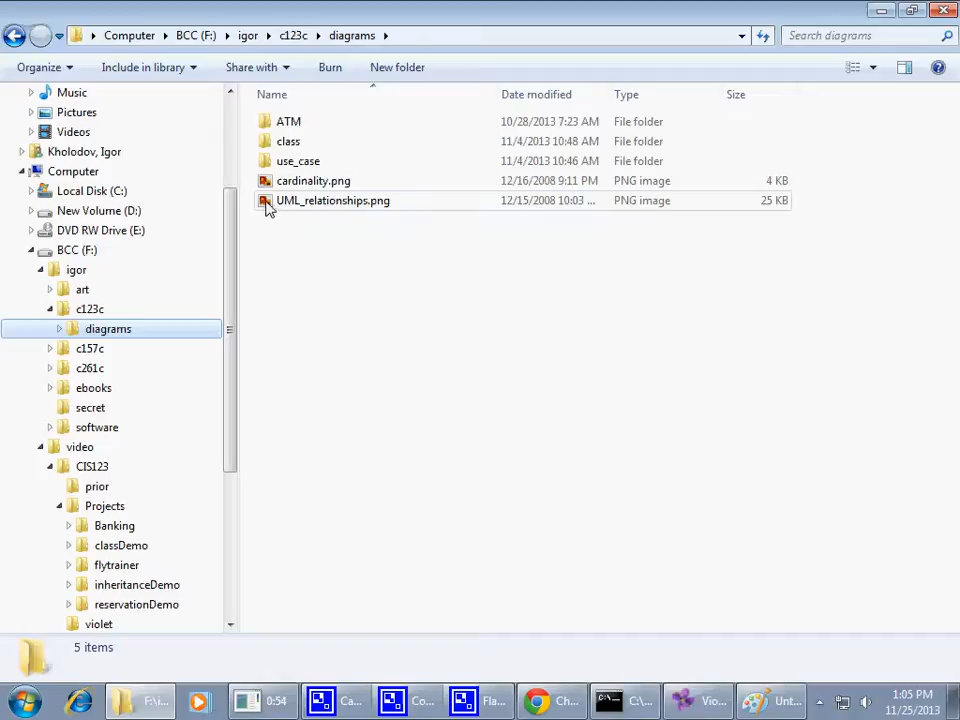 Computer BCC (F:) igor c123c diagrams Search diagrams
Organize Include in library Share with Burn New folder
Name Date modified Type Size
ATM 10/28/2013 7:23 AM File folder
class 11/4/2013 10:48 AM File folder
use_case 11/4/2013 10:46 AM File folder
cardinality.png 12/16/2008 9:11 PM PNG image 4 KB
UML_relationships.png 12/15/2008 10:03 ... PNG image 25 KB
Music
Pictures
Videos
Kholodov, Igor
Computer
Local Disk (C:)
New Volume (D:)
DVD RW Drive (E:)
BCC (F:)
igor
art
c123c
diagrams
c157c
c261c
ebooks
secret
software
video
CIS123
prior
Projects
Banking
classDemo
flytrainer
inheritanceDemo
reservationDemo
violet
5 items
F:\i... 0:54 Ca... Co... Fla... Ch... C:\... Vio... Unt... 1:05 PM
11/25/2013